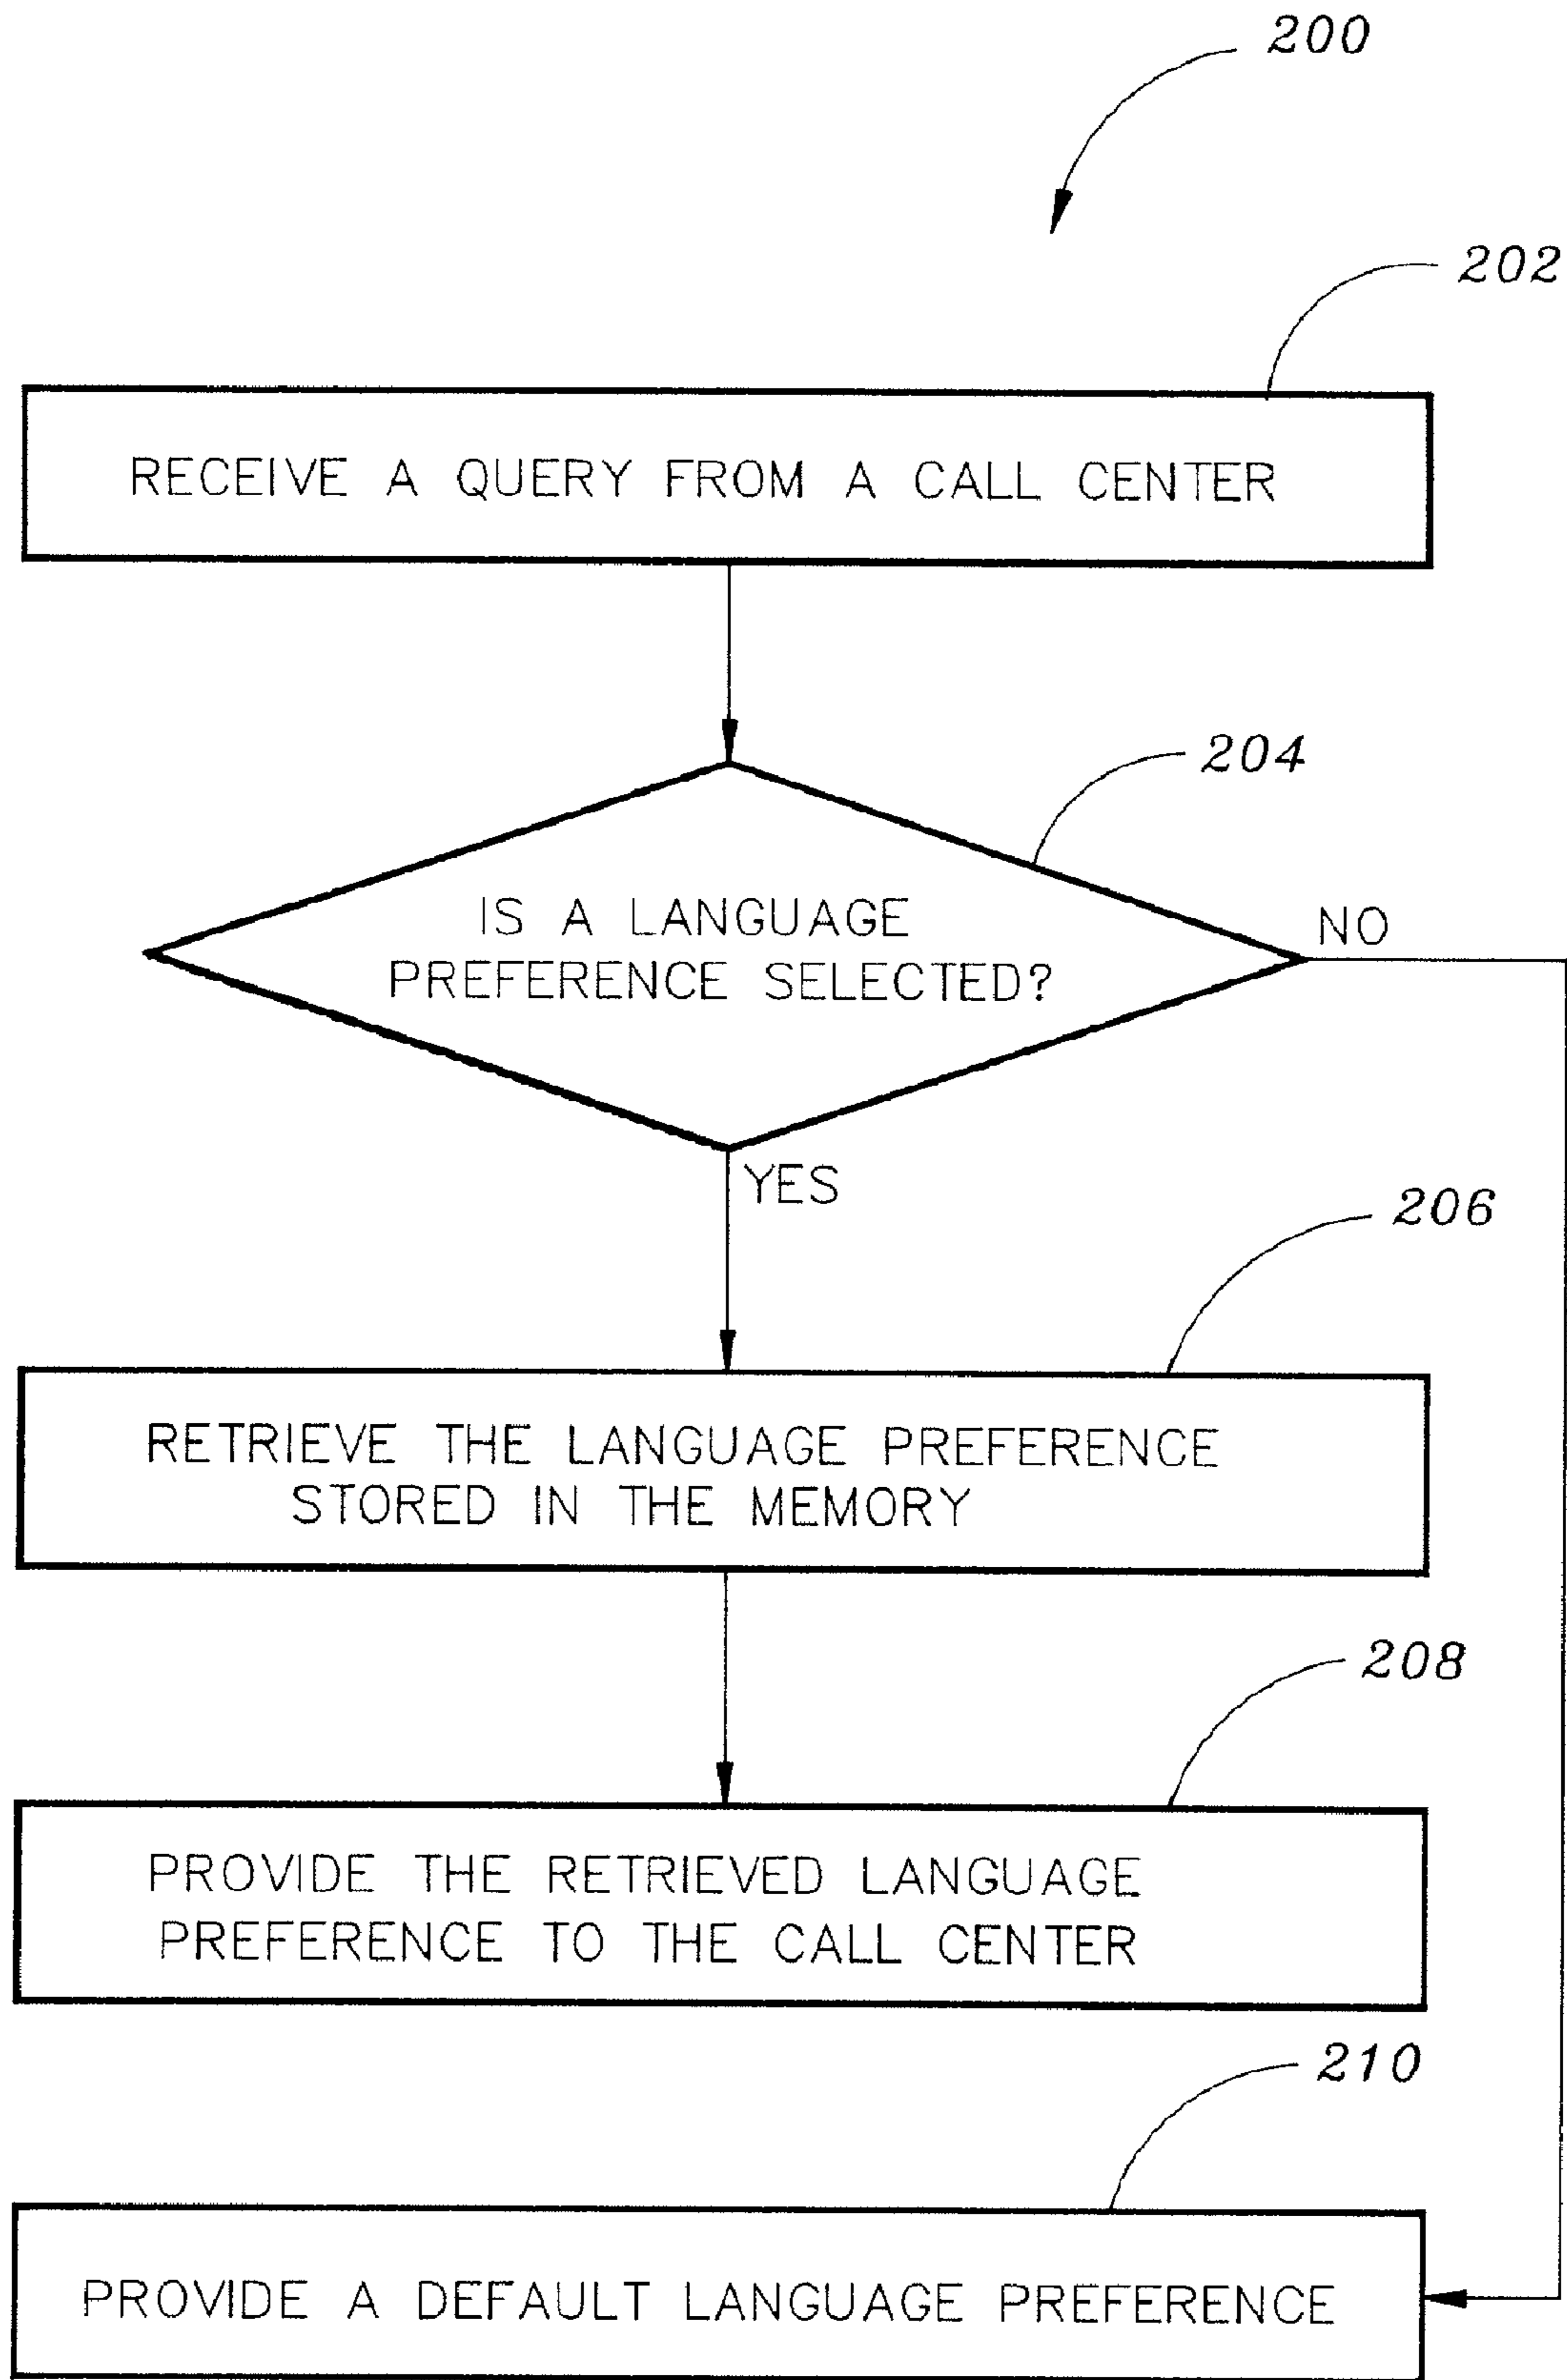 200
202
RECEIVE A QUERY FROM A CALL CENTER
204
IS A LANGUAGE
PREFERENCE SELECTED?
NO
YES
206
RETRIEVE THE LANGUAGE PREFERENCE
STORED IN THE MEMORY
208
PROVIDE THE RETRIEVED LANGUAGE
PREFERENCE TO THE CALL CENTER
210
PROVIDE A DEFAULT LANGUAGE PREFERENCE